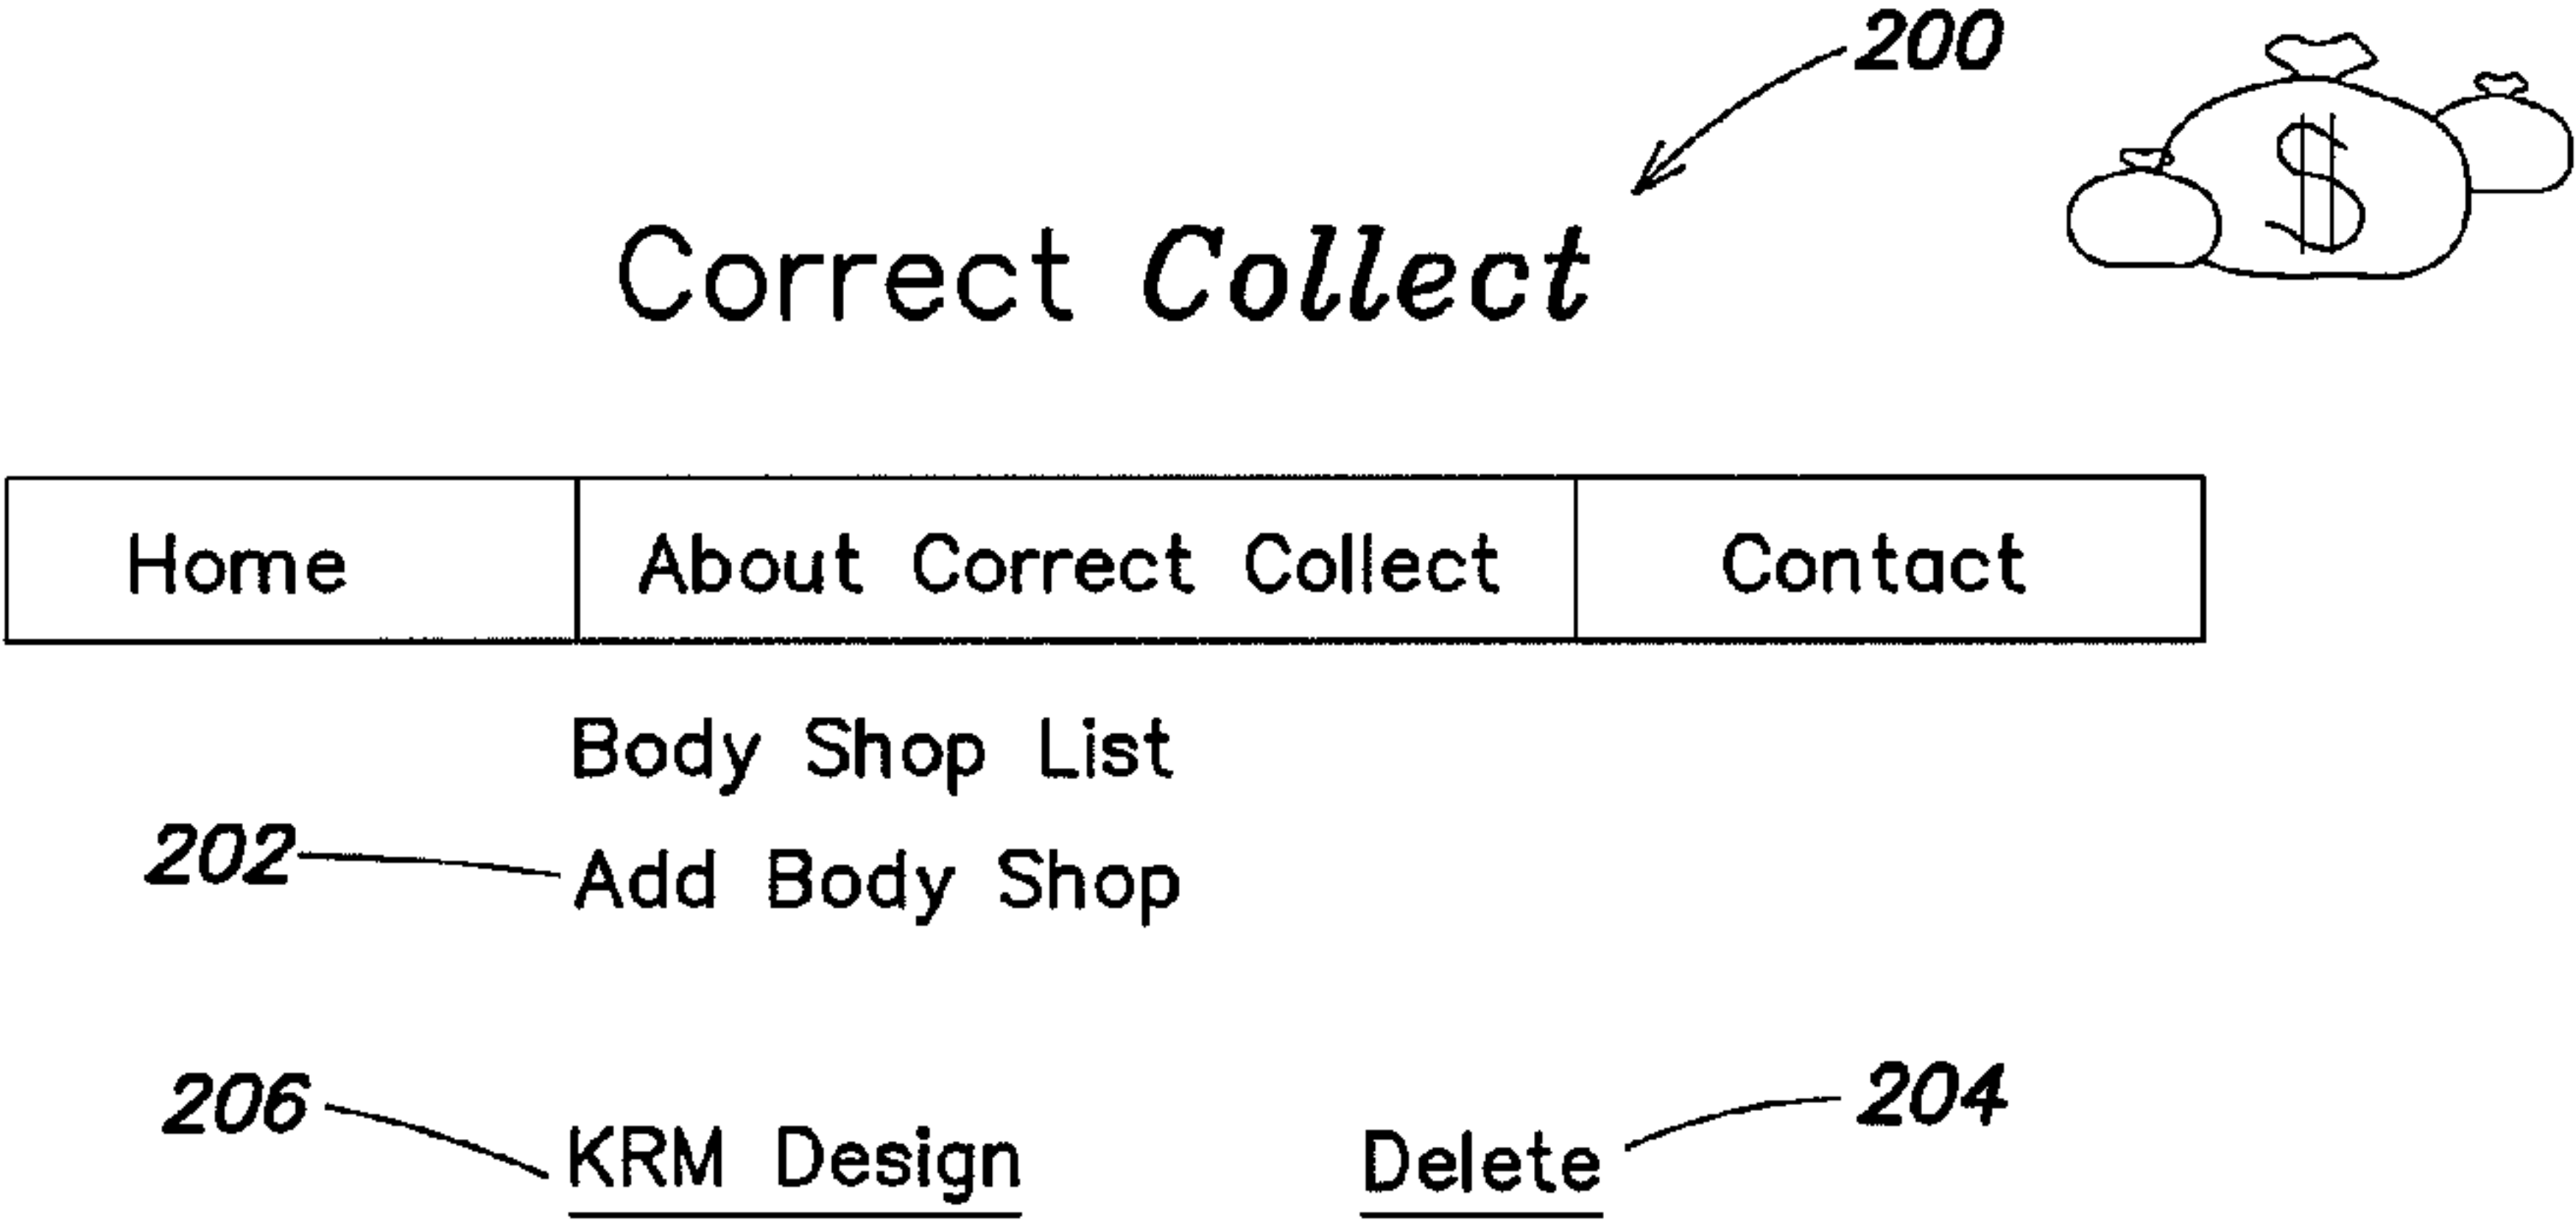 200
$
Correct Collect
Home About Correct Collect Contact
Body Shop List
202 Add Body Shop
206 KRM Design Delete 204